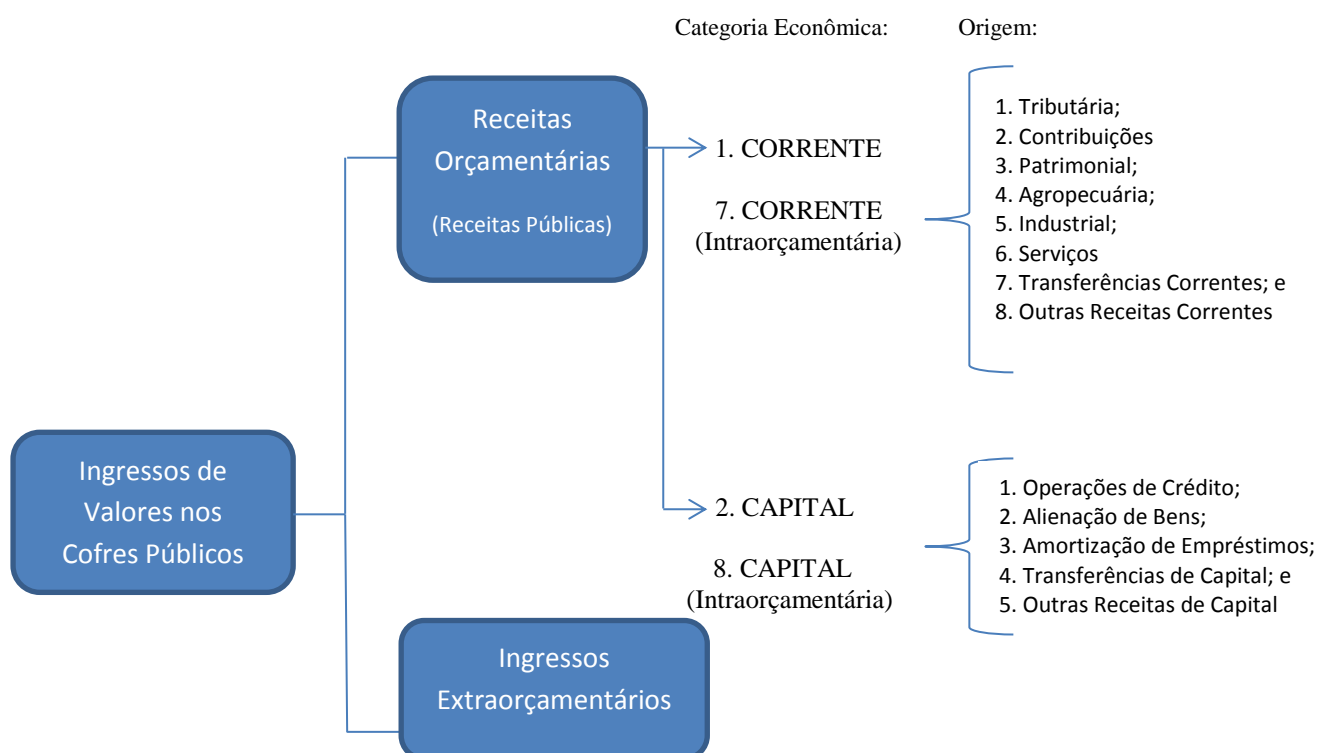 Categoria Econômica:
Origem:
Receitas
Orçamentárias
(Receitas Públicas)
1. CORRENTE
7. CORRENTE
(Intraorçamentária)
1. Tributária;
2. Contribuições
3. Patrimonial;
4. Agropecuária;
5. Industrial;
6. Serviços
7. Transferências Correntes; e
8. Outras Receitas Correntes
Ingressos de
Valores nos
Cofres Públicos
2. CAPITAL
8. CAPITAL
(Intraorçamentária)
1. Operações de Crédito;
2. Alienação de Bens;
3. Amortização de Empréstimos;
4. Transferências de Capital; e
5. Outras Receitas de Capital
Ingressos
Extraorçamentários